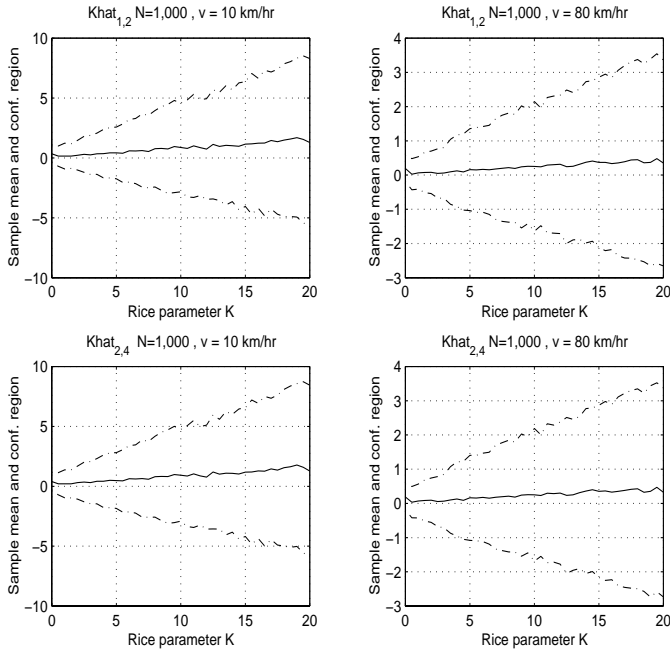 Khat1,2 N=1,000 , v = 10 km/hr
10
5
0
−5
−10
0 5 10 15 20
Sample mean and conf. region
Rice parameter K
Khat1,2 N=1,000 , v = 80 km/hr
4
3
2
1
0
−1
−2
−3
0 5 10 15 20
Sample mean and conf. region
Rice parameter K
Khat2,4 N=1,000 , v = 10 km/hr
10
5
0
−5
−10
0 5 10 15 20
Sample mean and conf. region
Rice parameter K
Khat2,4 N=1,000 , v = 80 km/hr
4
3
2
1
0
−1
−2
−3
0 5 10 15 20
Sample mean and conf. region
Rice parameter K